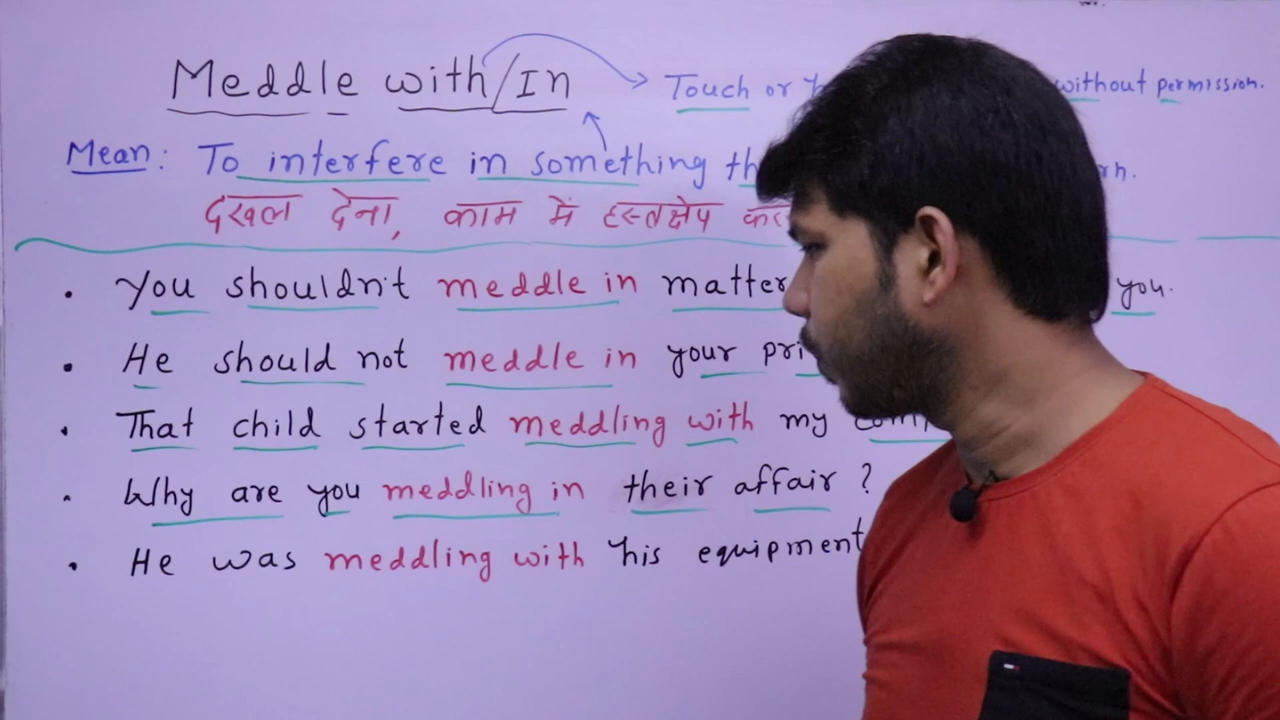 Meddle with/In → Touch or without permission.
Mean: To interfere in something
दखल देना, काम में हस्तक्षेप
• You shouldn't meddle in matter you.
• He should not meddle in your
• That child started meddling with my
• Why are you meddling in their affair ?
• He was meddling with his equipment